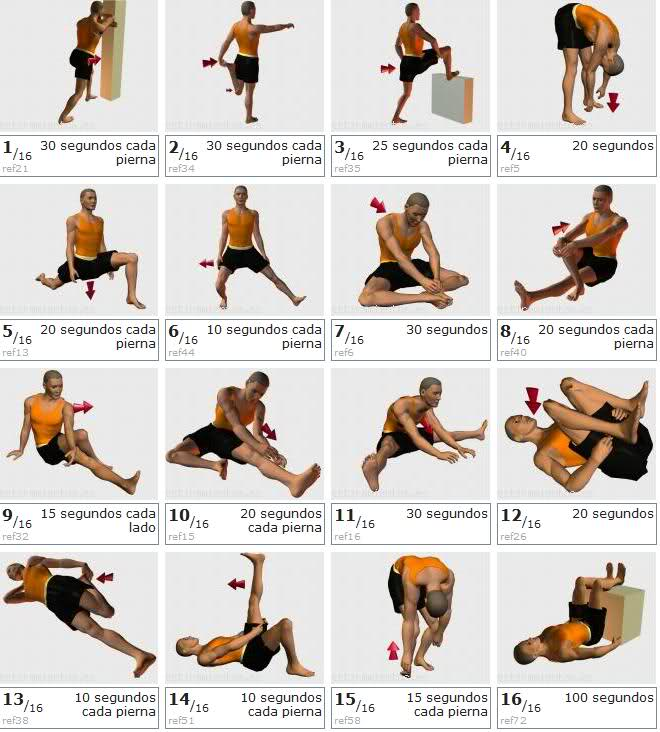 1/16 30 segundos cada
pierna
ref21
2/16 30 segundos cada
pierna
ref34
3/16 25 segundos cada
pierna
ref35
4/16 20 segundos
ref5
5/16 20 segundos cada
pierna
ref13
6/16 10 segundos cada
pierna
ref44
7/16 30 segundos
ref6
8/16 20 segundos cada
pierna
ref40
9/16 15 segundos cada
lado
ref32
10/16 20 segundos
cada pierna
ref15
11/16 30 segundos
ref16
12/16 20 segundos
ref26
13/16 10 segundos
cada pierna
ref38
14/16 10 segundos
cada pierna
ref51
15/16 15 segundos
cada pierna
ref58
16/16 100 segundos
ref72